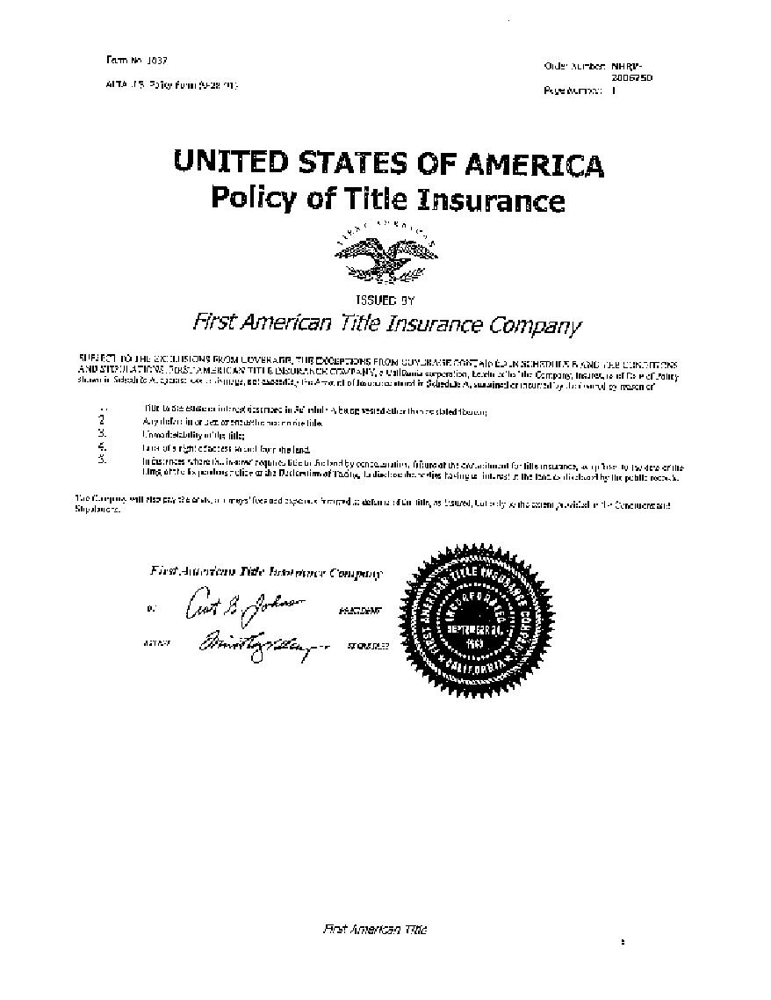 Form No. 1037
Order Number: NHRV-
2006750
ALTA U.S. Policy Form (9-28-91)
Page Number: 1
UNITED STATES OF AMERICA
Policy of Title Insurance
FIRST AMERICAN
ISSUED BY
First American Title Insurance Company
SUBJECT TO THE EXCLUSIONS FROM COVERAGE, THE EXCEPTIONS FROM COVERAGE CONTAINED IN SCHEDULE B AND THE CONDITIONS
AND STIPULATIONS, FIRST AMERICAN TITLE INSURANCE COMPANY, a California corporation, herein called the Company, insures, as of Date of Policy
shown in Schedule A, against loss or damage, not exceeding the Amount of Insurance stated in Schedule A, sustained or incurred by the insured by reason of
1. Title to the estate or interest described in Schedule A being vested other than as stated therein;
2. Any defect in or lien or encumbrance on the title;
3. Unmarketability of the title;
4. Lack of a right of access to and from the land.
5. In instances where the insured acquires title to the land by condemnation, failure of the commitment for title insurance, as updated to the date of the
filing of the lis pendens notice or the Declaration of Taking, to disclose the parties having an interest in the land as disclosed by the public records.
The Company will also pay the costs, attorneys' fees and expenses incurred in defense of the title, as insured, but only to the extent provided in the Conditions and
Stipulations.
First American Title Insurance Company
BY PRESIDENT
ATTEST SECRETARY
FIRST AMERICAN TITLE INSURANCE COMPANY
INCORPORATED
SEPTEMBER 24,
1968
CALIFORNIA
First American Title